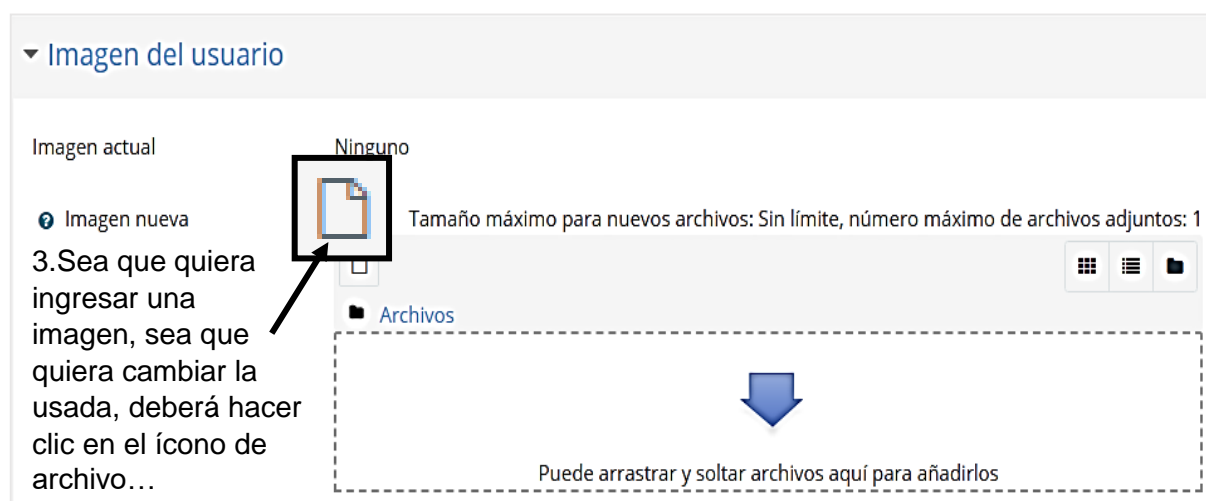 Imagen del usuario
Imagen actual
Ninguno
Imagen nueva
Tamaño máximo para nuevos archivos: Sin límite, número máximo de archivos adjuntos: 1
3.Sea que quiera
ingresar una
imagen, sea que
quiera cambiar la
usada, deberá hacer
clic en el ícono de
archivo…
Archivos
Puede arrastrar y soltar archivos aquí para añadirlos